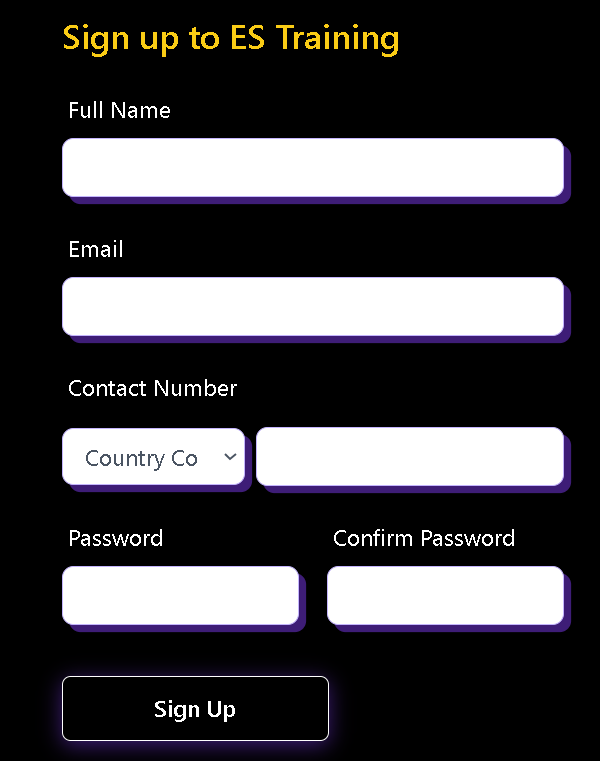 Sign up to ES Training
Full Name
Email
Contact Number
Country Co
Password Confirm Password
Sign Up